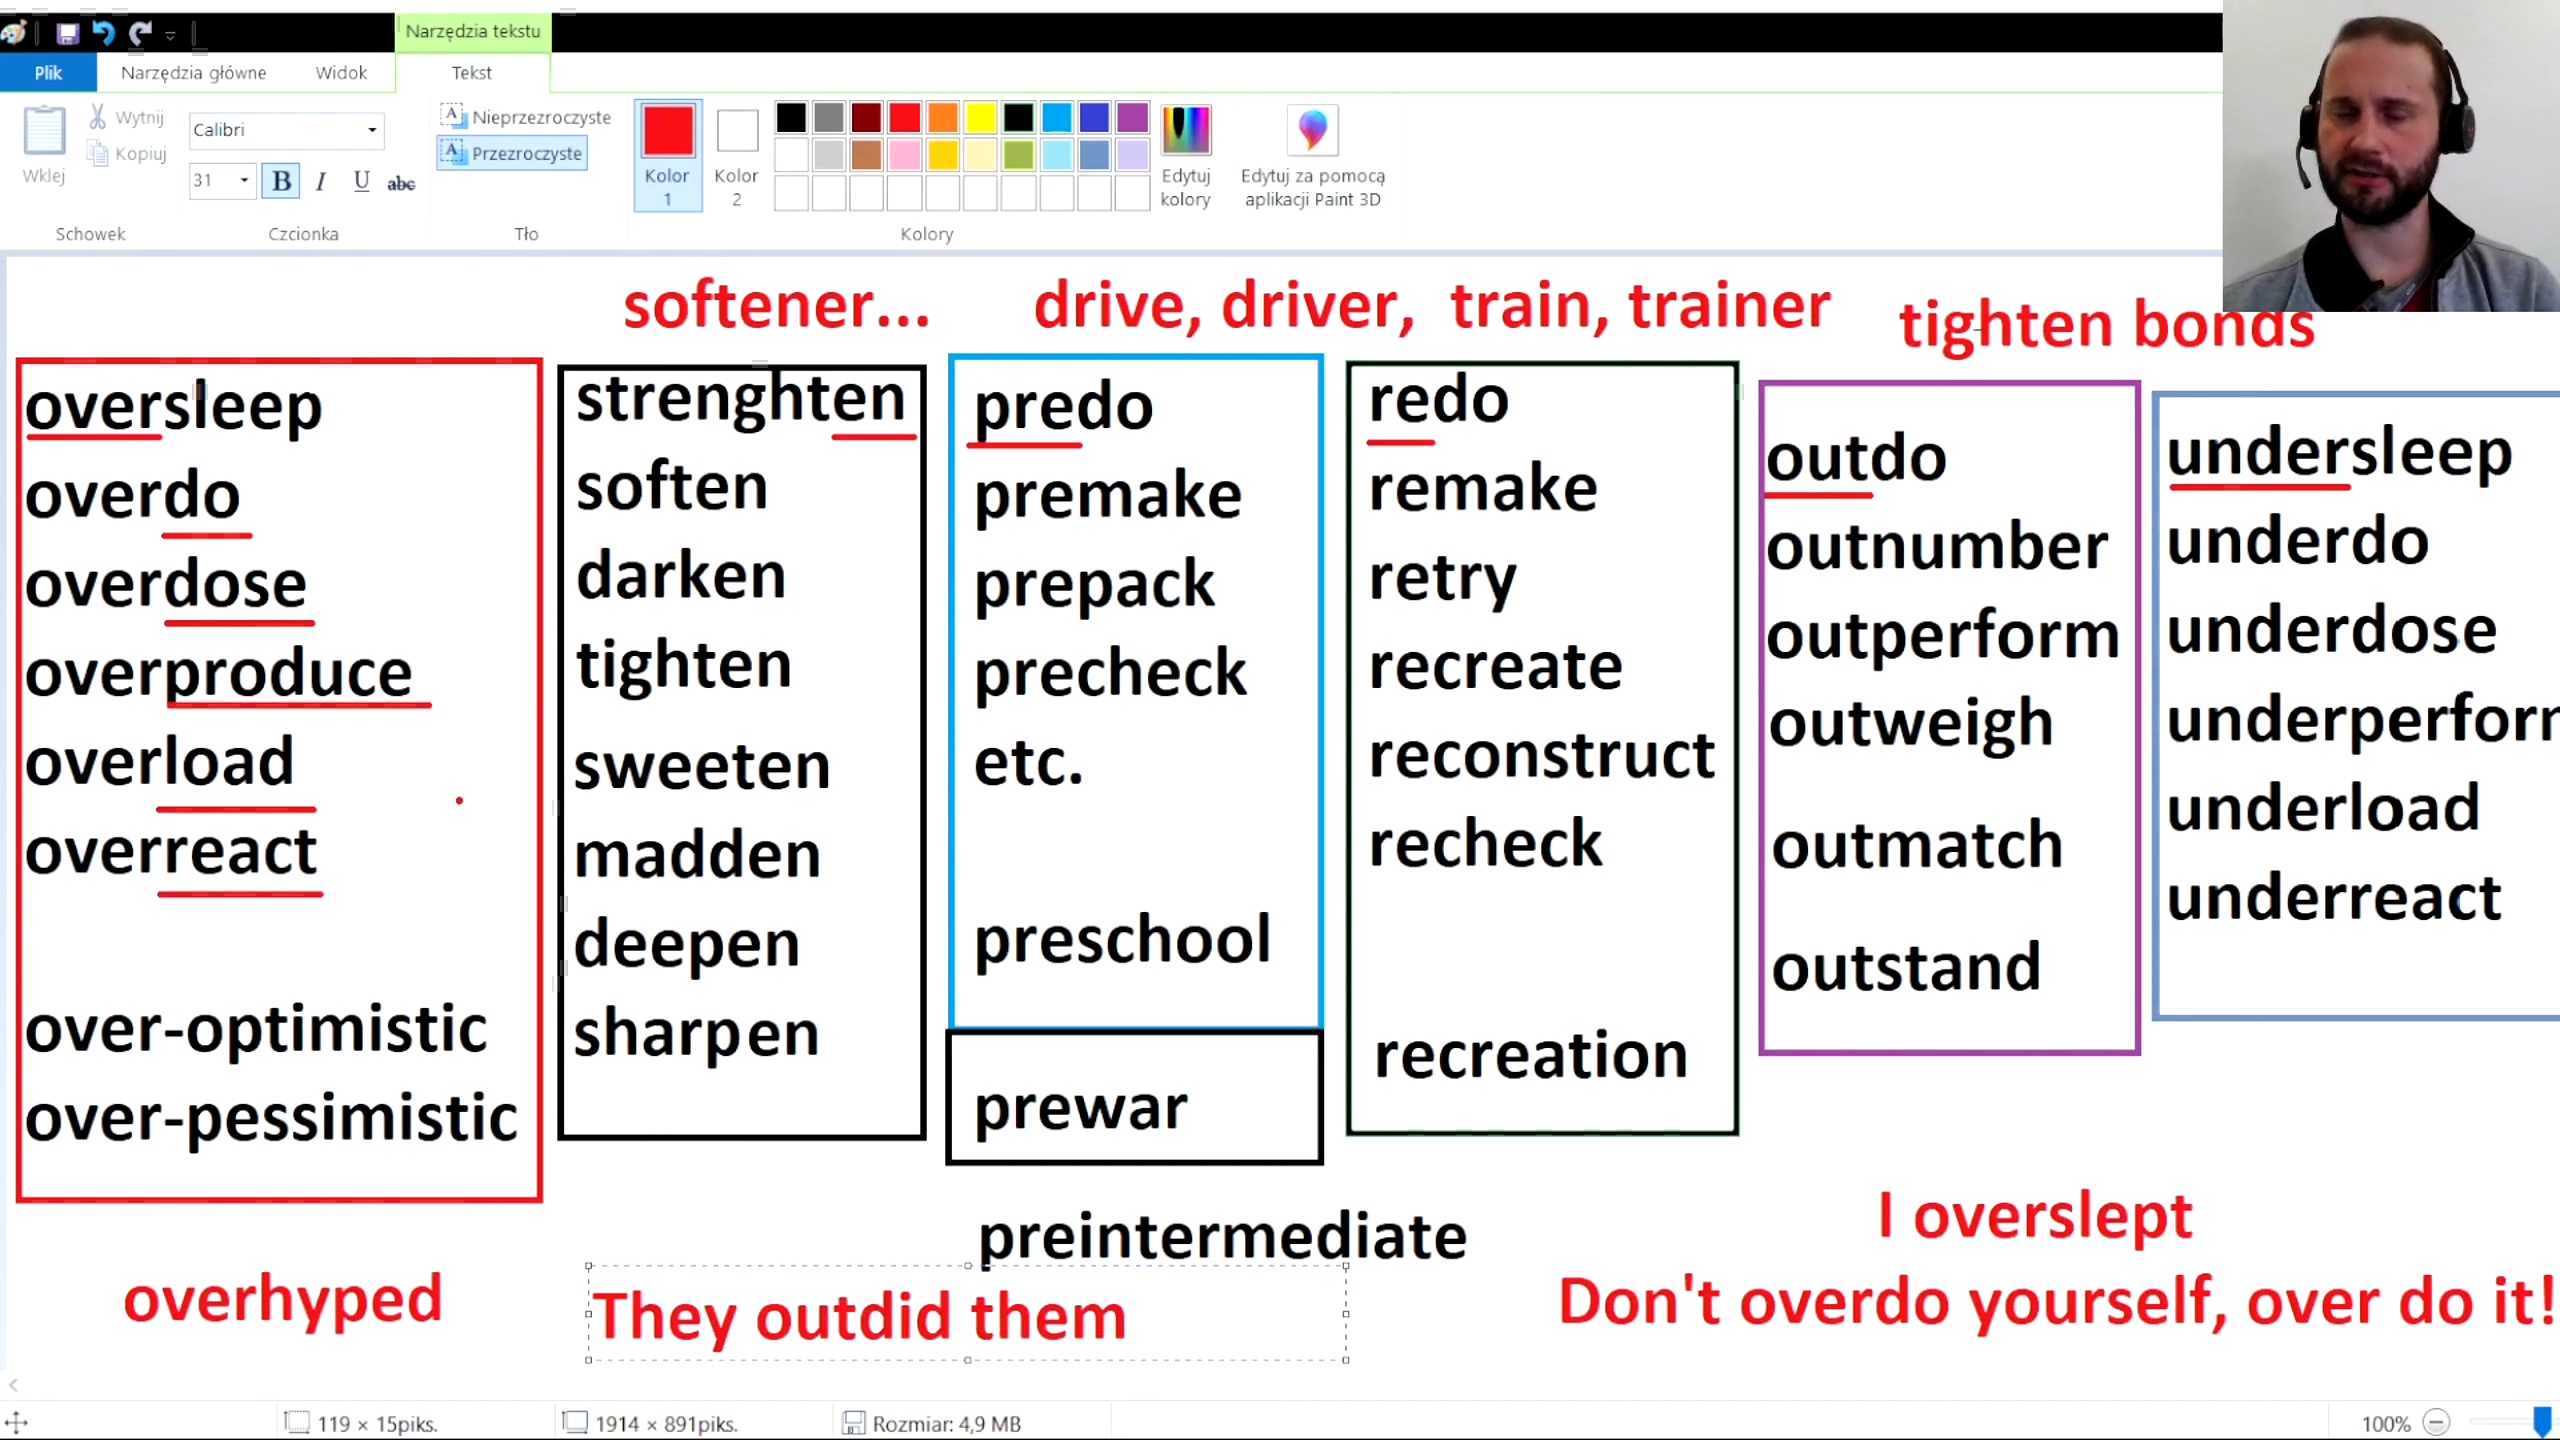 Narzędzia tekstu
Plik
Narzędzia główne
Widok
Tekst
Wklej
Wytnij
Kopiuj
Schowek
Calibri
31
B I U abc
Czcionka
Nieprzezroczyste
Przezroczyste
Tło
Kolor
1
Kolor
2
Edytuj
kolory
Edytuj za pomocą
aplikacji Paint 3D
Kolory
softener...
drive, driver, train, trainer
tighten bonds
oversleep
overdo
overdose
overproduce
overload
overreact
over-optimistic
over-pessimistic
strenghten
soften
darken
tighten
sweeten
madden
deepen
sharpen
predo
premake
prepack
precheck
etc.
preschool
prewar
redo
remake
retry
recreate
reconstruct
recheck
recreation
outdo
outnumber
outperform
outweigh
outmatch
outstand
undersleep
underdo
underdose
underload
underreact
preintermediate
overhyped
They outdid them
I overslept
Don't overdo yourself, over do it!
119 × 15piks.
1914 × 891piks.
Rozmiar: 4,9 MB
100%